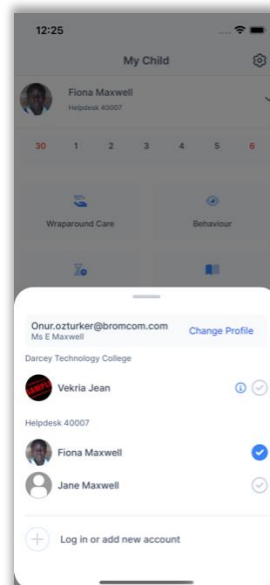 12:25
My Child
Fiona Maxwell
Helpdesk 40007
30 1 2 3 4 5 6
Wraparound Care
Behaviour
Onur.ozturker@bromcom.com
Change Profile
Ms E Maxwell
Darcey Technology College
SAMPLE
Vekria Jean
Helpdesk 40007
Fiona Maxwell
Jane Maxwell
Log in or add new account